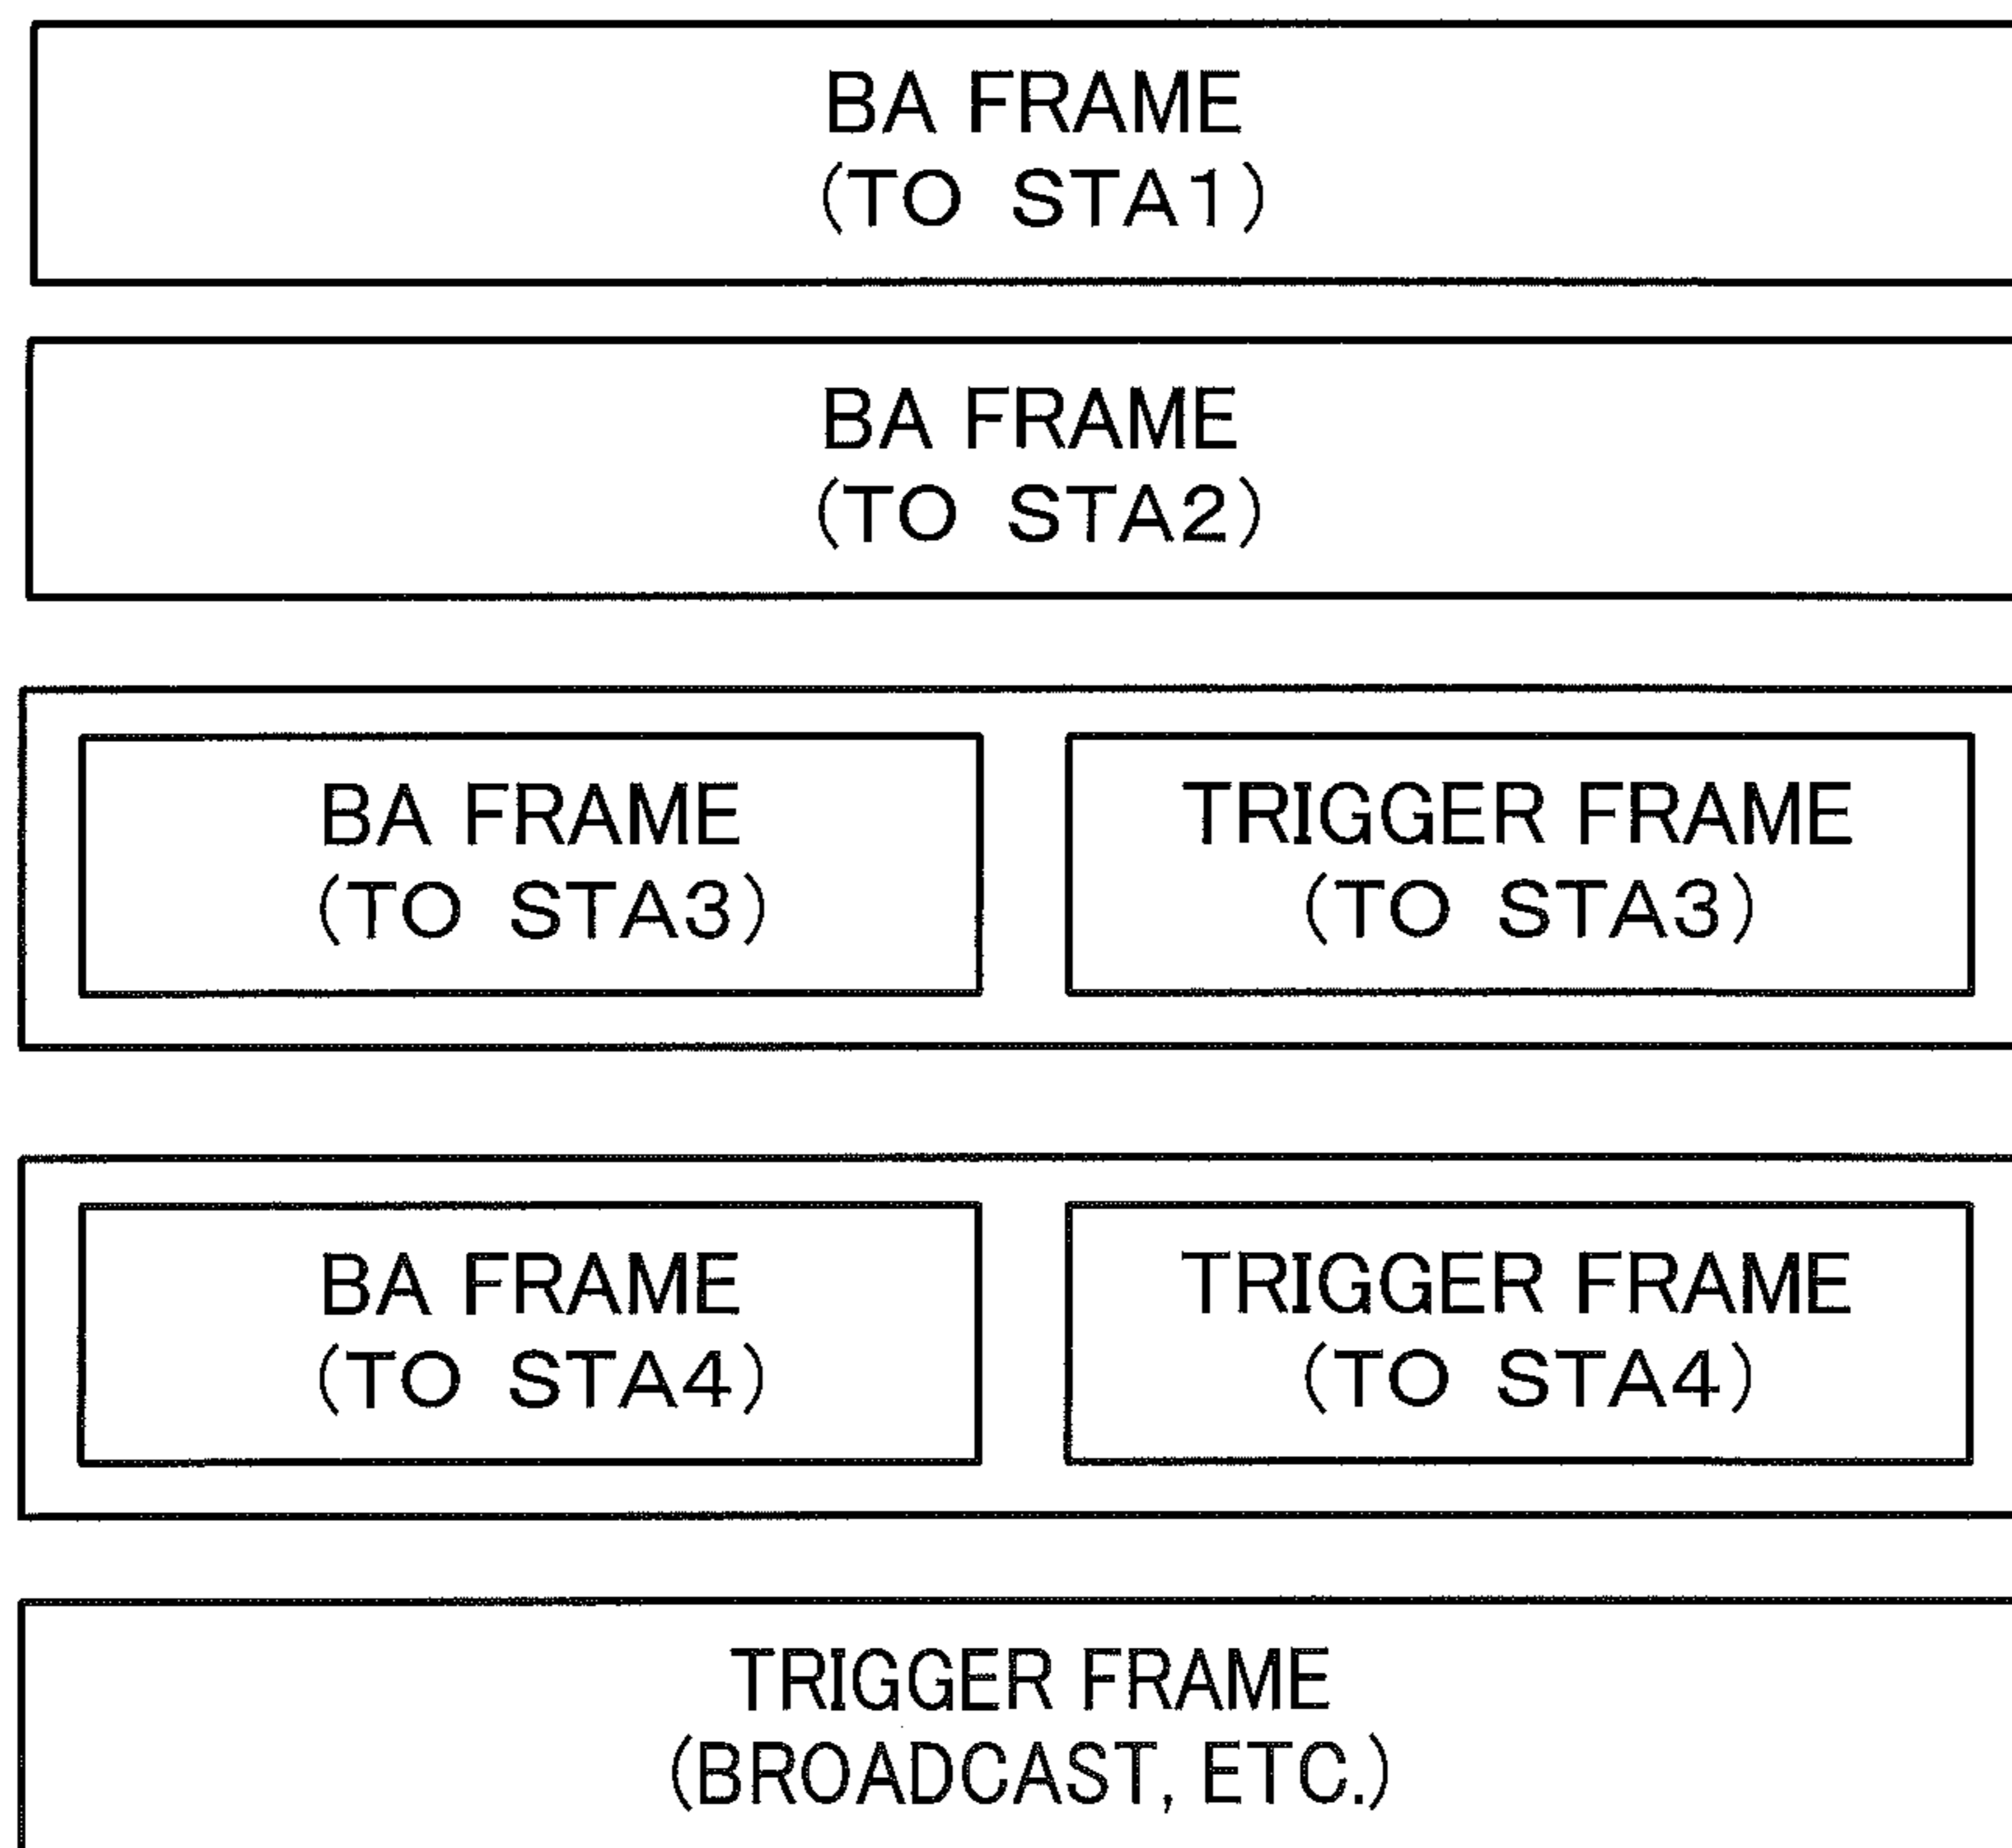 BA FRAME
(TO STA1)
BA FRAME
(TO STA2)
BA FRAME
(TO STA3)
TRIGGER FRAME
(TO STA3)
BA FRAME
(TO STA4)
TRIGGER FRAME
(TO STA4)
TRIGGER FRAME
(BROADCAST, ETC.)